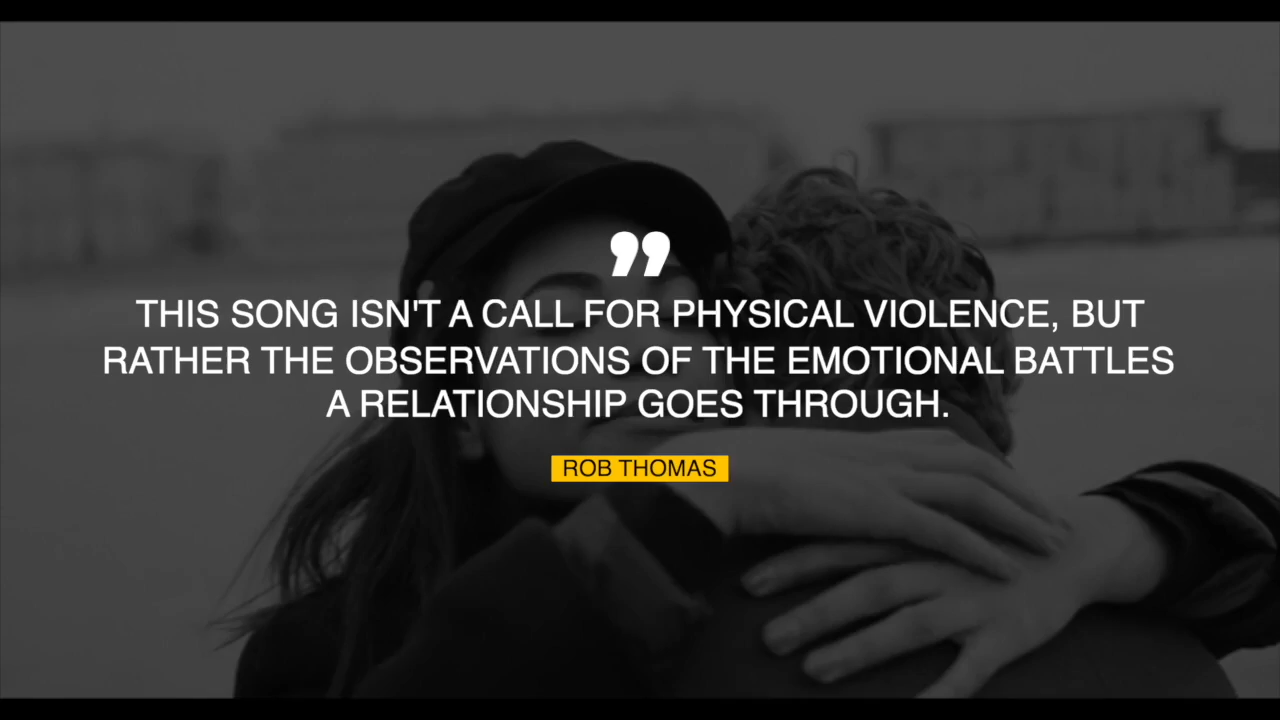 ”
THIS SONG ISN'T A CALL FOR PHYSICAL VIOLENCE, BUT
RATHER THE OBSERVATIONS OF THE EMOTIONAL BATTLES
A RELATIONSHIP GOES THROUGH.
ROB THOMAS